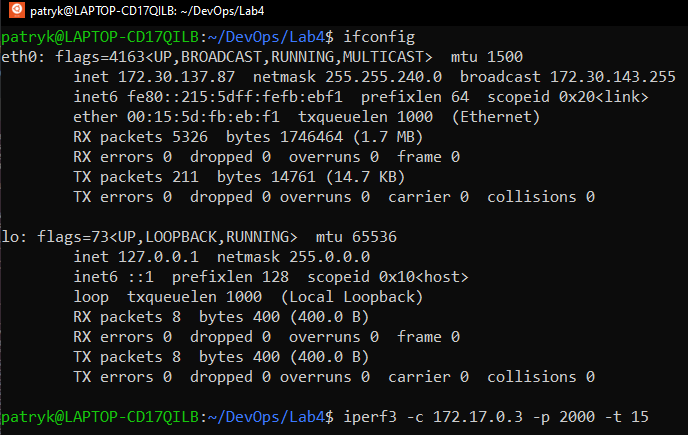 patryk@LAPTOP-CD17QILB: ~/DevOps/Lab4
patryk@LAPTOP-CD17QILB:~/DevOps/Lab4$ ifconfig
eth0: flags=4163<UP,BROADCAST,RUNNING,MULTICAST>  mtu 1500
        inet 172.30.137.87  netmask 255.255.240.0  broadcast 172.30.143.255
        inet6 fe80::215:5dff:fefb:ebf1  prefixlen 64  scopeid 0x20<link>
        ether 00:15:5d:fb:eb:f1  txqueuelen 1000  (Ethernet)
        RX packets 5326  bytes 1746464 (1.7 MB)
        RX errors 0  dropped 0  overruns 0  frame 0
        TX packets 211  bytes 14761 (14.7 KB)
        TX errors 0  dropped 0 overruns 0  carrier 0  collisions 0
lo: flags=73<UP,LOOPBACK,RUNNING>  mtu 65536
        inet 127.0.0.1  netmask 255.0.0.0
        inet6 ::1  prefixlen 128  scopeid 0x10<host>
        loop  txqueuelen 1000  (Local Loopback)
        RX packets 8  bytes 400 (400.0 B)
        RX errors 0  dropped 0  overruns 0  frame 0
        TX packets 8  bytes 400 (400.0 B)
        TX errors 0  dropped 0 overruns 0  carrier 0  collisions 0
patryk@LAPTOP-CD17QILB:~/DevOps/Lab4$ iperf3 -c 172.17.0.3 -p 2000 -t 15